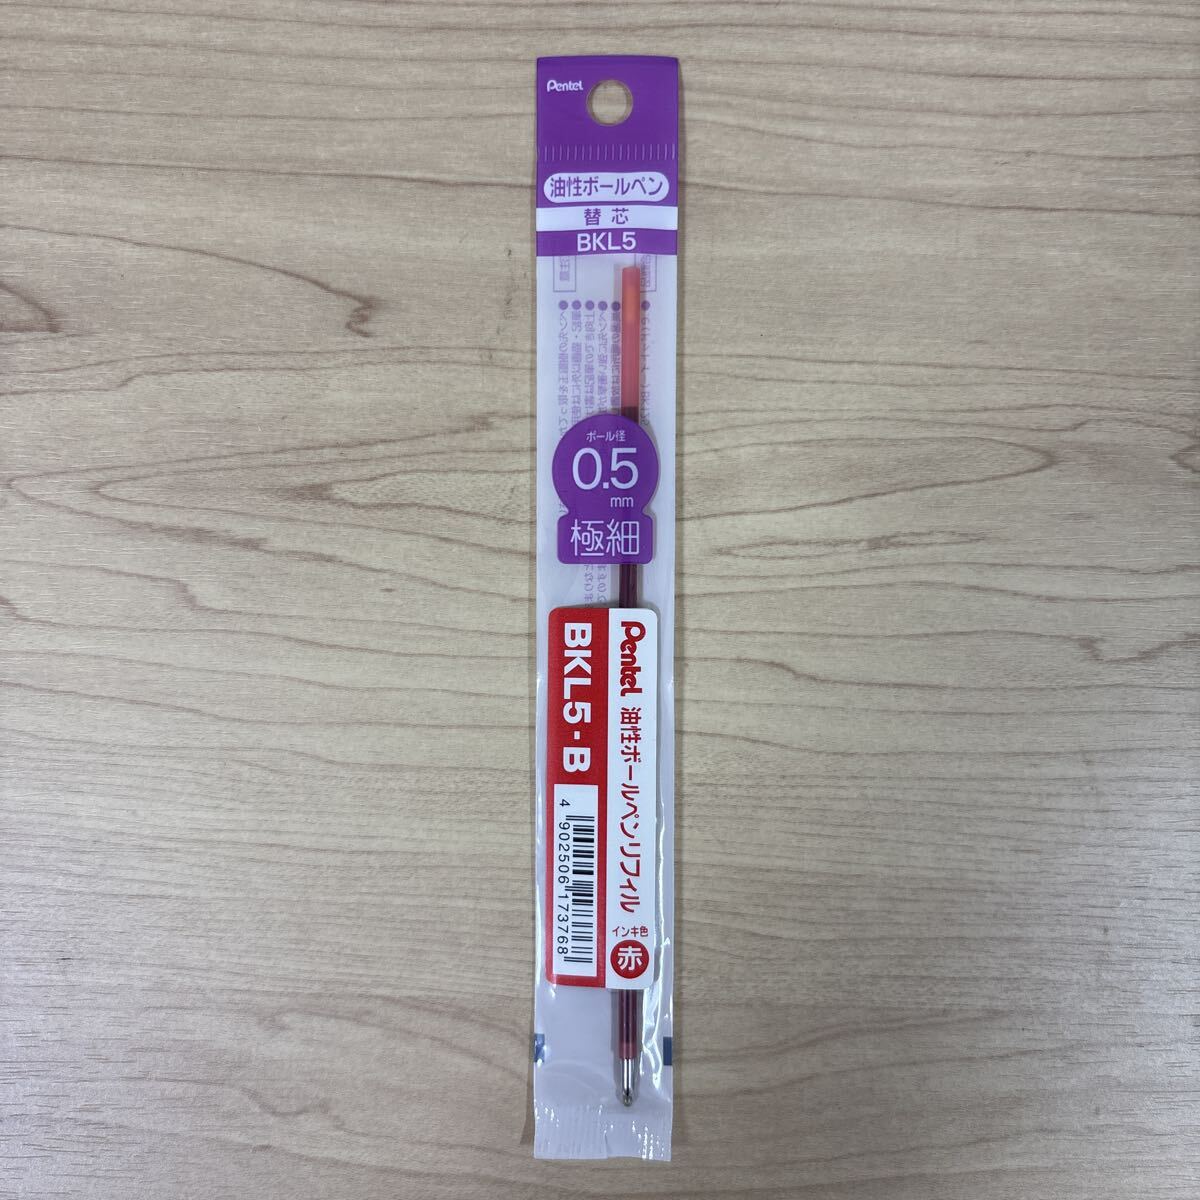 Pentel
油性ボールペン
替芯
BKL5
ボール径
0.5
mm
極細
Pentel 油性ボールペンリフィル
インキ色
赤
BKL5-B
4 902506 173768